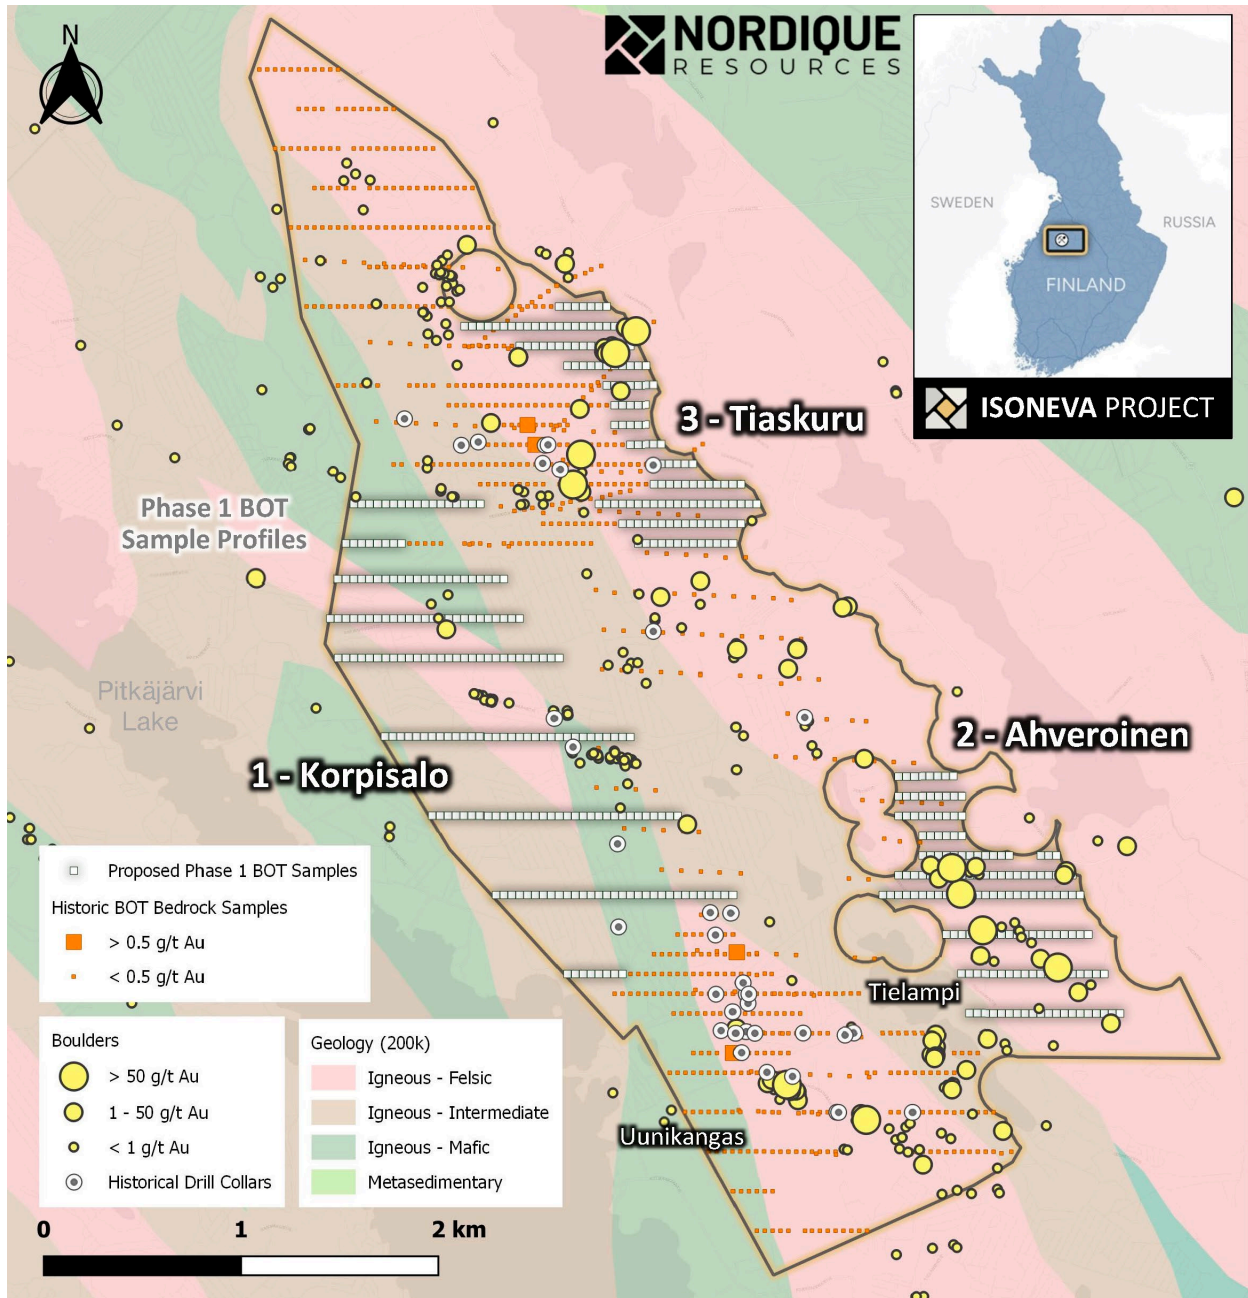 N
NORDIQUE
RESOURCES
SWEDEN
RUSSIA
FINLAND
ISONEVA PROJECT
3 - Tiaskuru
Phase 1 BOT
Sample Profiles
Pitkäjärvi
Lake
2 - Ahveroinen
1 - Korpisalo
Tielampi
Uunikangas
Proposed Phase 1 BOT Samples
Historic BOT Bedrock Samples
> 0.5 g/t Au
< 0.5 g/t Au
Boulders
> 50 g/t Au
1 - 50 g/t Au
< 1 g/t Au
Historical Drill Collars
Geology (200k)
Igneous - Felsic
Igneous - Intermediate
Igneous - Mafic
Metasedimentary
0 1 2 km